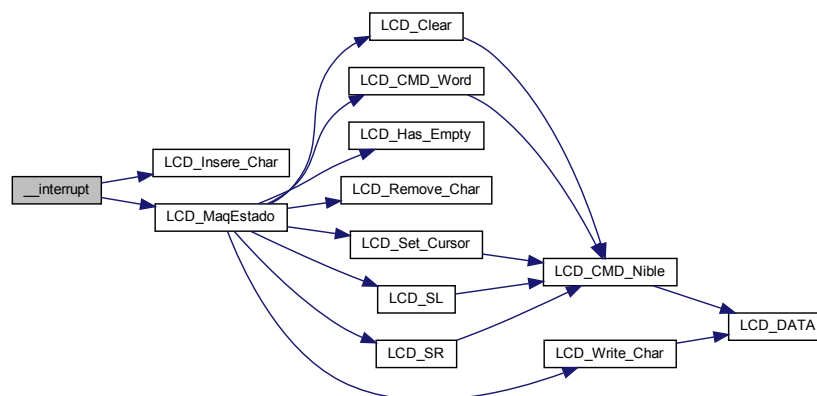 LCD_Clear
LCD_CMD_Word
LCD_Has_Empty
LCD_Insere_Char
__interrupt
LCD_Remove_Char
LCD_MaqEstado
LCD_Set_Cursor
LCD_CMD_Nible
LCD_SL
LCD_DATA
LCD_SR
LCD_Write_Char